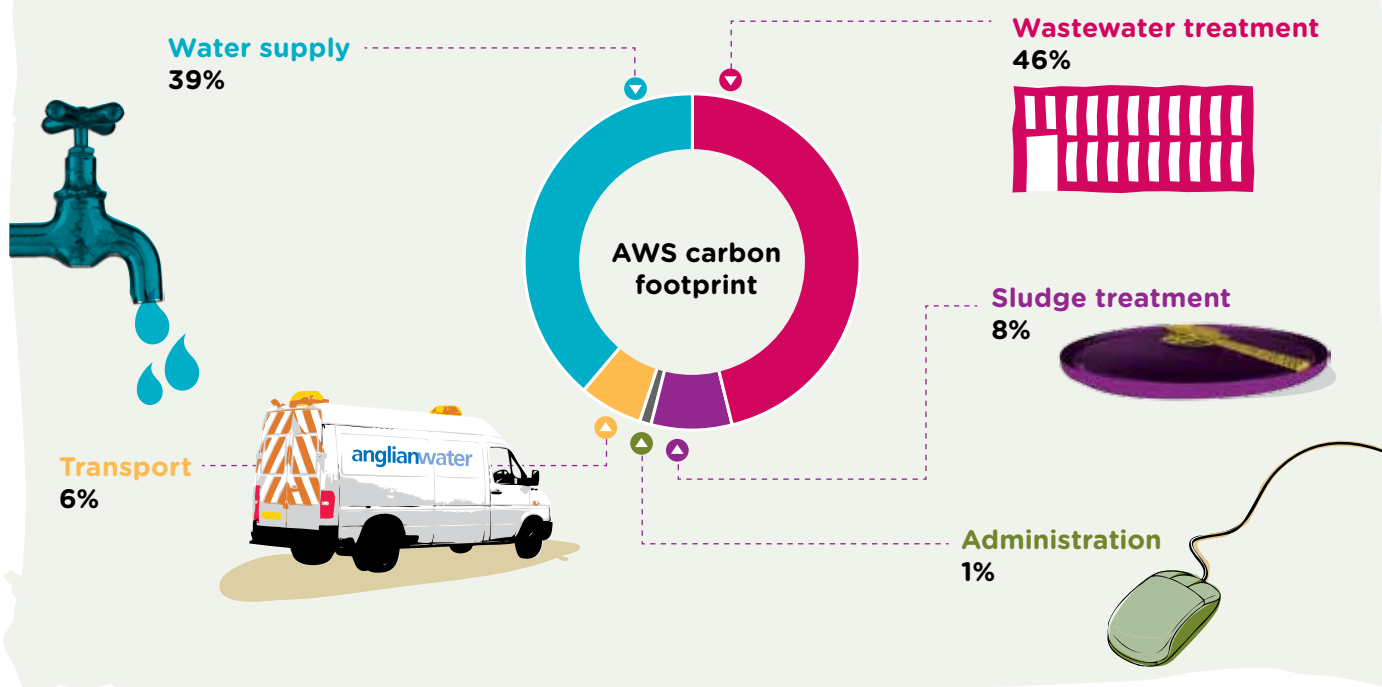 Water supply
39%
Wastewater treatment
46%
AWS carbon
footprint
Sludge treatment
8%
anglianwater
Transport
6%
Administration
1%